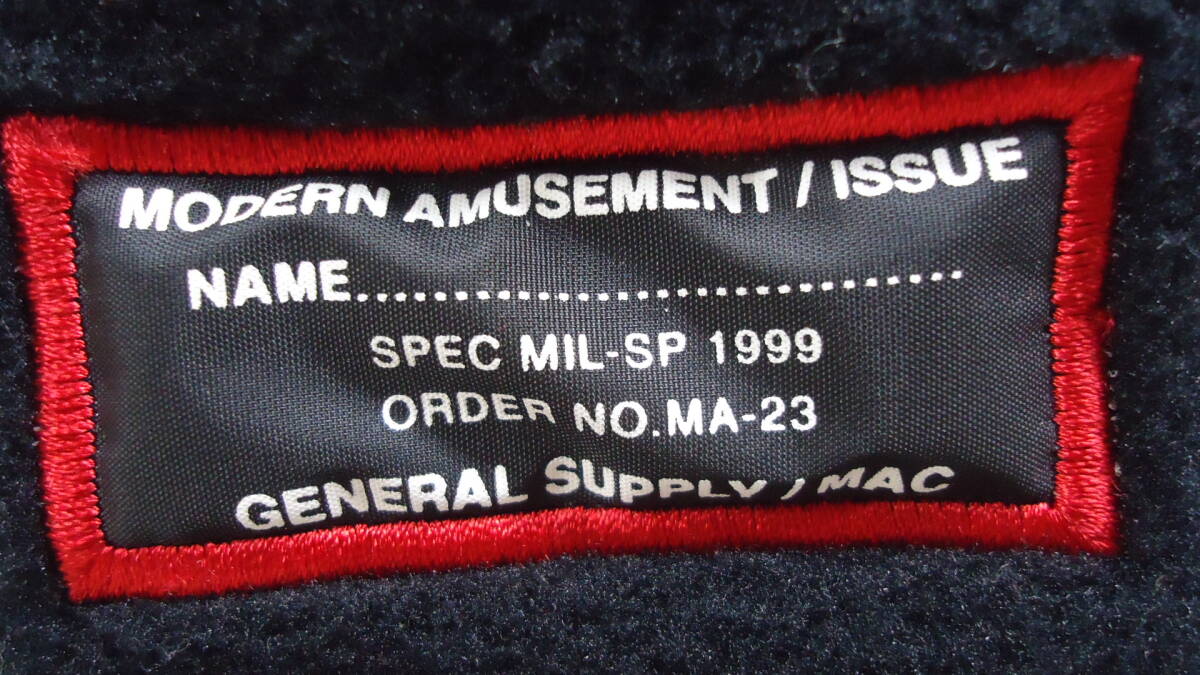 MODERN AMUSEMENT / ISSUE
NAME........................................
SPEC MIL-SP 1999
ORDER NO.MA-23
GENERAL SUPPLY / MAC